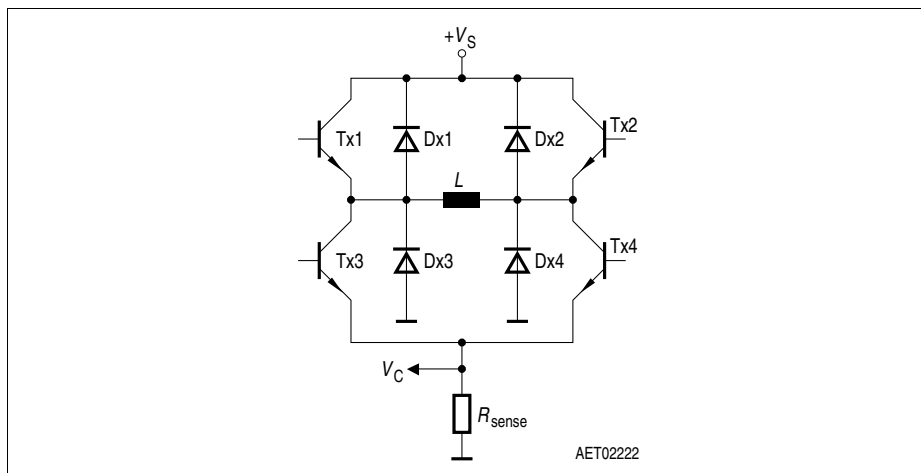 +VS
Tx1
Dx1
Dx2
Tx2
L
Tx3
Dx3
Dx4
Tx4
VC
Rsense
AET02222